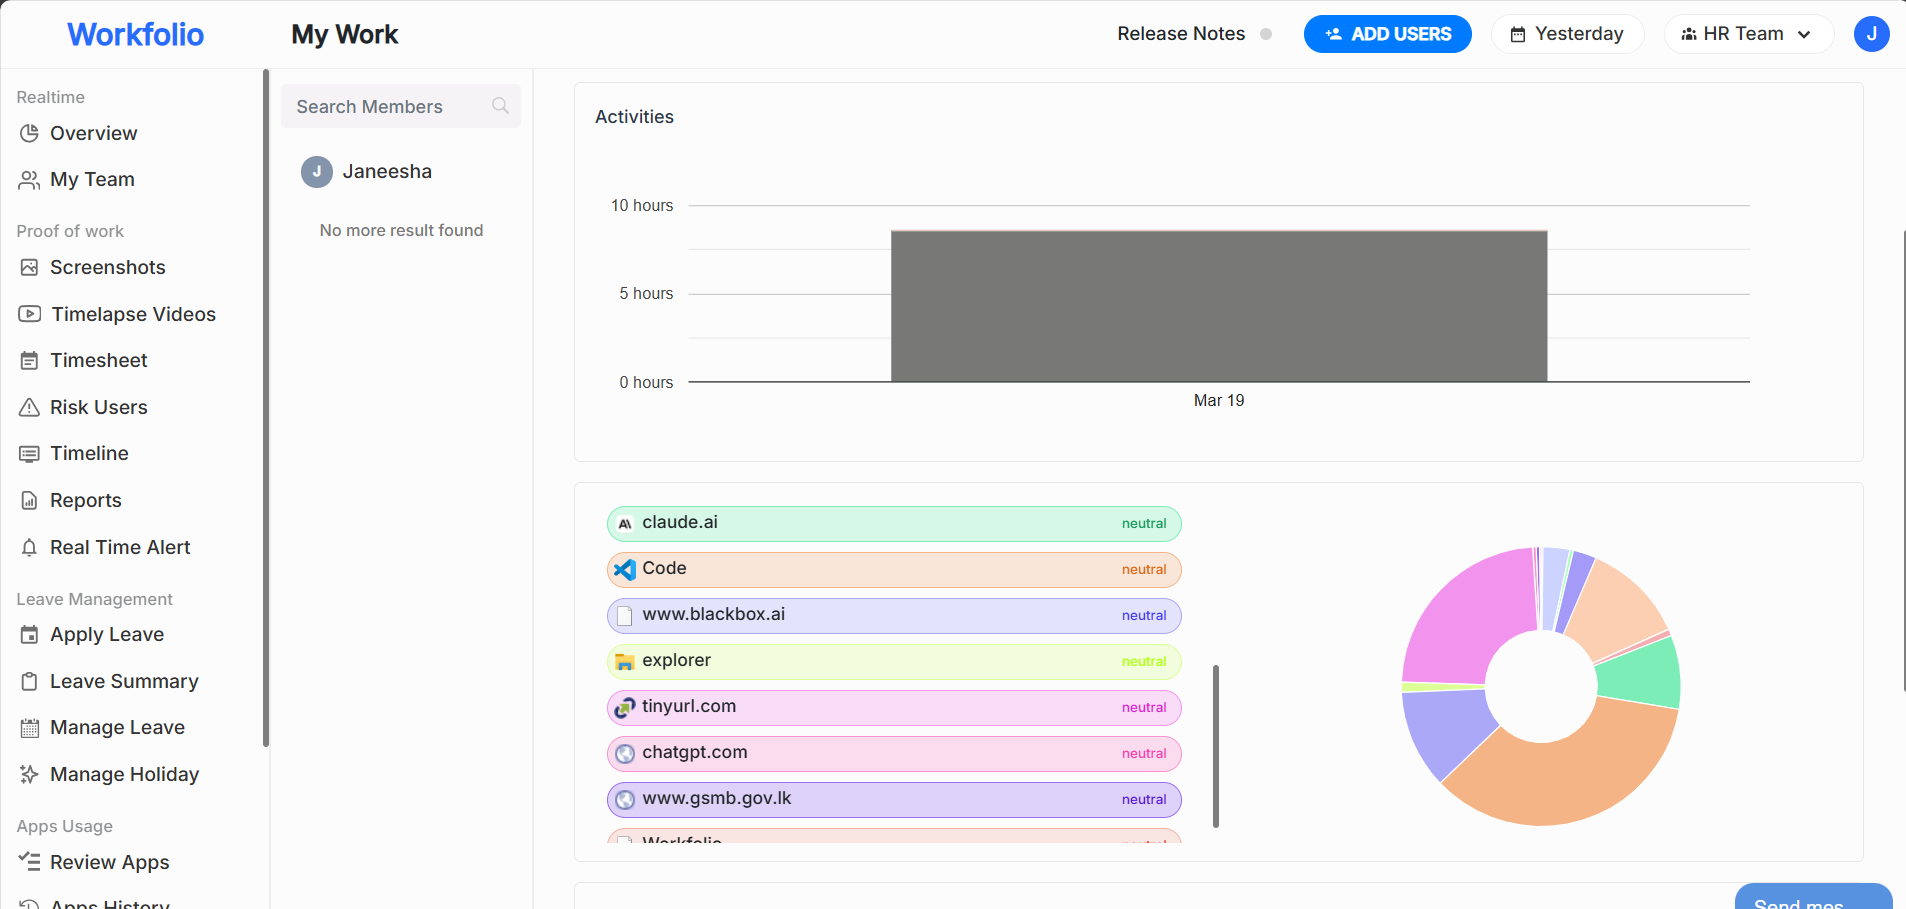 Workfolio
My Work
Release Notes
ADD USERS
Yesterday
HR Team
J
Realtime
Overview
My Team
Proof of work
Screenshots
Timelapse Videos
Timesheet
Risk Users
Timeline
Reports
Real Time Alert
Leave Management
Apply Leave
Leave Summary
Manage Leave
Manage Holiday
Apps Usage
Review Apps
Apps History
Search Members
J Janeesha
No more result found
Activities
10 hours
5 hours
0 hours
Mar 19
claude.ai neutral
Code neutral
www.blackbox.ai neutral
explorer neutral
tinyurl.com neutral
chatgpt.com neutral
www.gsmb.gov.lk neutral
Workfolio neutral
Send mes